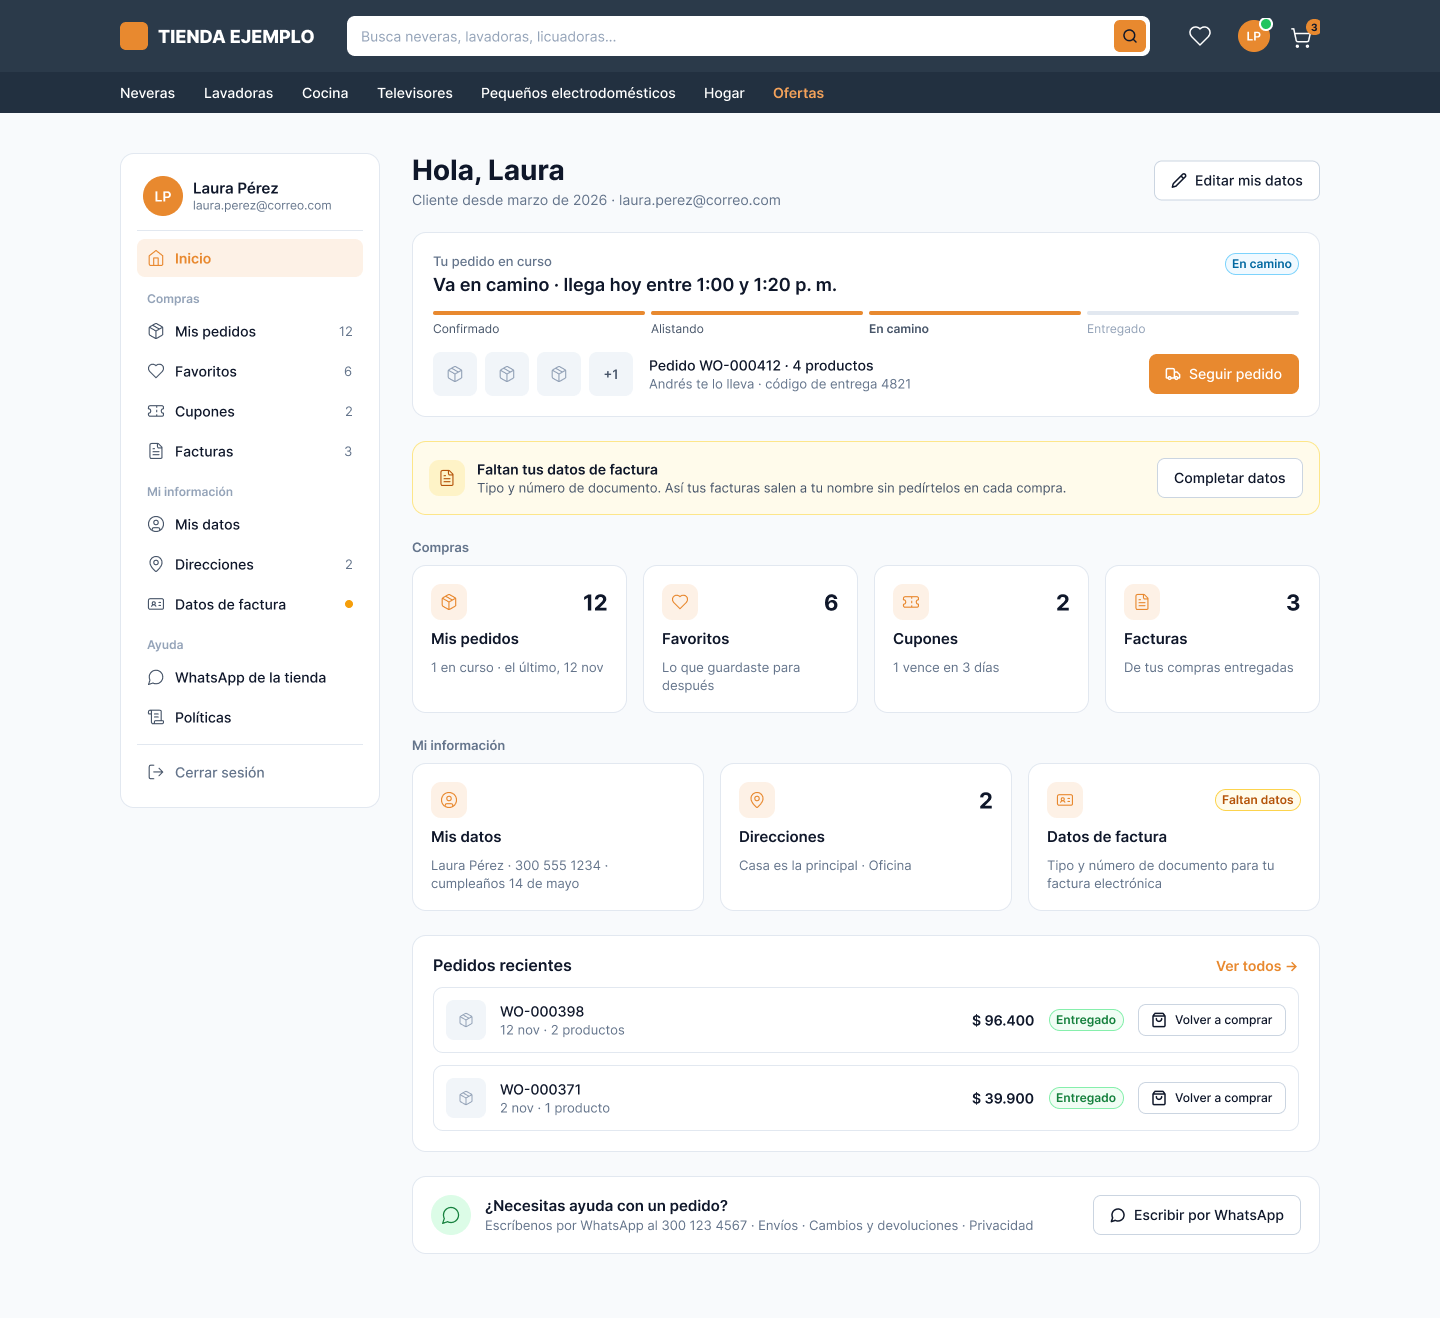 TIENDA EJEMPLO
Busca neveras, lavadoras, licuadoras...
LP
3
Neveras
Lavadoras
Cocina
Televisores
Pequeños electrodomésticos
Hogar
Ofertas
LP
Laura Pérez
laura.perez@correo.com
Inicio
Compras
Mis pedidos 12
Favoritos 6
Cupones 2
Facturas 3
Mi información
Mis datos
Direcciones 2
Datos de factura
Ayuda
WhatsApp de la tienda
Políticas
Cerrar sesión
Hola, Laura
Cliente desde marzo de 2026 · laura.perez@correo.com
Editar mis datos
Tu pedido en curso
En camino
Va en camino · llega hoy entre 1:00 y 1:20 p. m.
Confirmado
Alistando
En camino
Entregado
+1
Pedido WO-000412 · 4 productos
Andrés te lo lleva · código de entrega 4821
Seguir pedido
Faltan tus datos de factura
Tipo y número de documento. Así tus facturas salen a tu nombre sin pedírtelos en cada compra.
Completar datos
Compras
12
Mis pedidos
1 en curso · el último, 12 nov
6
Favoritos
Lo que guardaste para
después
2
Cupones
1 vence en 3 días
3
Facturas
De tus compras entregadas
Mi información
Mis datos
Laura Pérez · 300 555 1234 ·
cumpleaños 14 de mayo
2
Direcciones
Casa es la principal · Oficina
Faltan datos
Datos de factura
Tipo y número de documento para tu
factura electrónica
Pedidos recientes
Ver todos →
WO-000398
12 nov · 2 productos
$ 96.400
Entregado
Volver a comprar
WO-000371
2 nov · 1 producto
$ 39.900
Entregado
Volver a comprar
¿Necesitas ayuda con un pedido?
Escríbenos por WhatsApp al 300 123 4567 · Envíos · Cambios y devoluciones · Privacidad
Escribir por WhatsApp